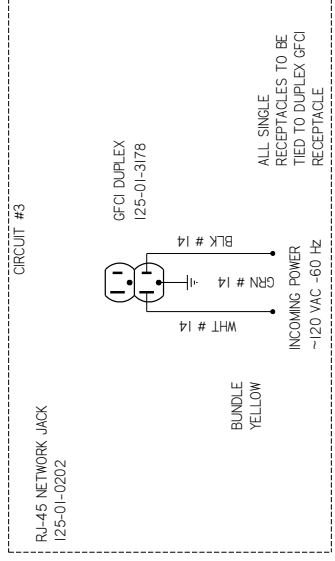 CIRCUIT #3
RJ-45 NETWORK JACK
125-01-0202
GFCI DUPLEX
125-01-3178
WHT # 14
GRN # 14
BLK # 14
BUNDLE
YELLOW
INCOMING POWER
~120 VAC -60 Hz
ALL SINGLE
RECEPTACLES TO BE
TIED TO DUPLEX GFCI
RECEPTACLE